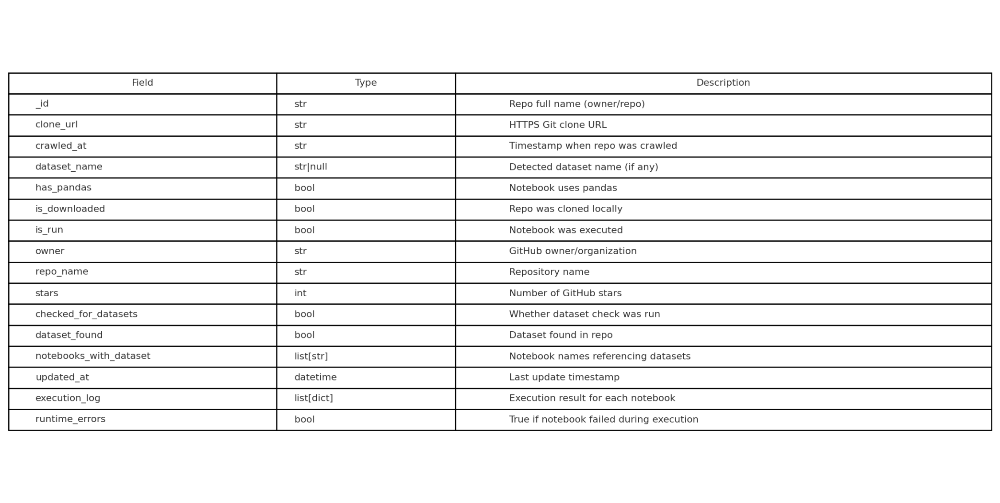 Field Type Description
_id str Repo full name (owner/repo)
clone_url str HTTPS Git clone URL
crawled_at str Timestamp when repo was crawled
dataset_name str|null Detected dataset name (if any)
has_pandas bool Notebook uses pandas
is_downloaded bool Repo was cloned locally
is_run bool Notebook was executed
owner str GitHub owner/organization
repo_name str Repository name
stars int Number of GitHub stars
checked_for_datasets bool Whether dataset check was run
dataset_found bool Dataset found in repo
notebooks_with_dataset list[str] Notebook names referencing datasets
updated_at datetime Last update timestamp
execution_log list[dict] Execution result for each notebook
runtime_errors bool True if notebook failed during execution